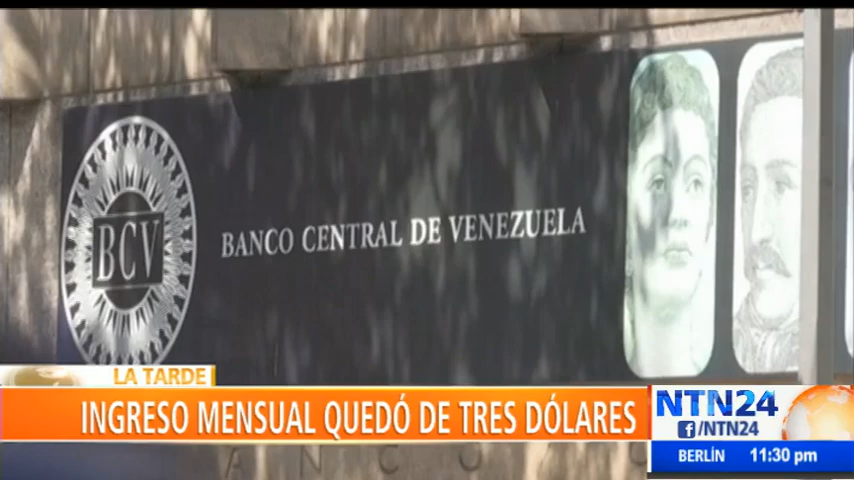 BCV
BANCO CENTRAL DE VENEZUELA
LA TARDE
INGRESO MENSUAL QUEDÓ DE TRES DÓLARES
NTN24
f/NTN24
BERLÍN 11:30 pm